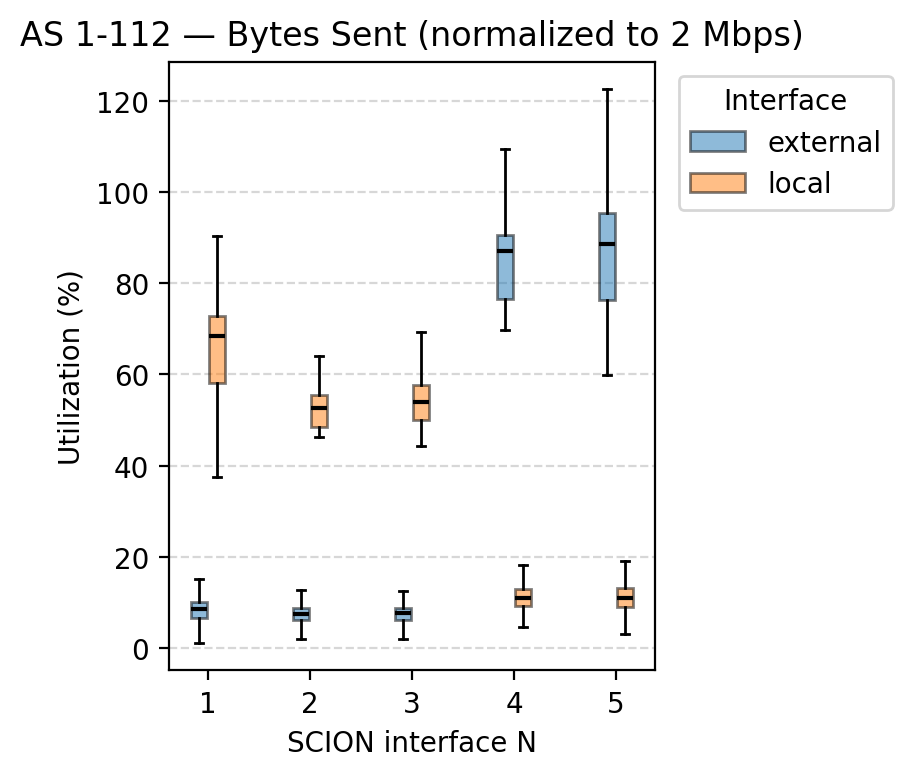 AS 1-112 — Bytes Sent (normalized to 2 Mbps)
Utilization (%)
120
100
80
60
40
20
0
1 2 3 4 5
SCION interface N
Interface
external
local